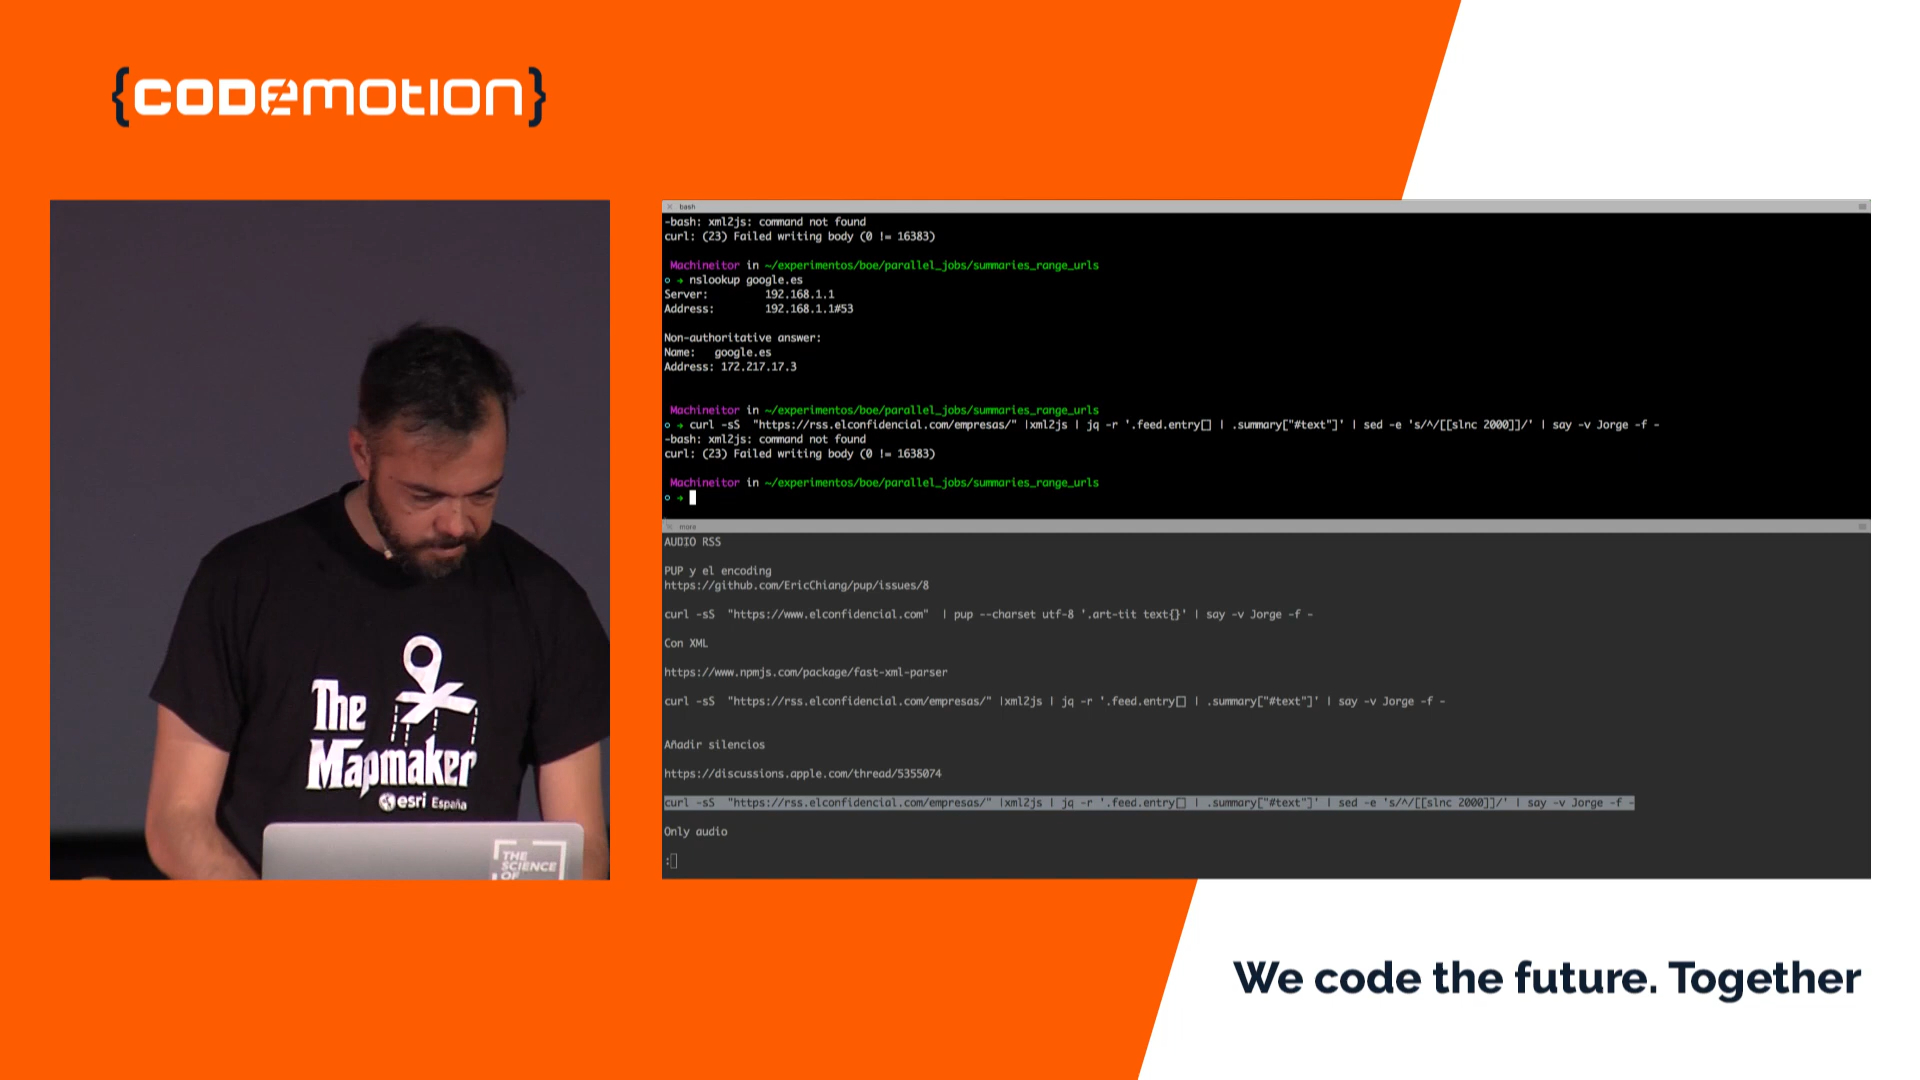 {CODEMOTION}
bash
-bash: xml2js: command not found
curl: (23) Failed writing body (0 != 16383)
Machineitor in ~/experimentos/boe/parallel_jobs/summaries_range_urls
○ → nslookup google.es
Server: 192.168.1.1
Address: 192.168.1.1#53
Non-authoritative answer:
Name: google.es
Address: 172.217.17.3
Machineitor in ~/experimentos/boe/parallel_jobs/summaries_range_urls
○ → curl -sS "https://rss.elconfidencial.com/empresas/" |xml2js | jq -r '.feed.entry[] | .summary["#text"]' | sed -e 's/^/[[slnc 2000]]/' | say -v Jorge -f -
-bash: xml2js: command not found
curl: (23) Failed writing body (0 != 16383)
Machineitor in ~/experimentos/boe/parallel_jobs/summaries_range_urls
○ →
more
AUDIO RSS
PUP y el encoding
https://github.com/EricChiang/pup/issues/8
curl -sS "https://www.elconfidencial.com" | pup --charset utf-8 '.art-tit text{}' | say -v Jorge -f -
Con XML
https://www.npmjs.com/package/fast-xml-parser
curl -sS "https://rss.elconfidencial.com/empresas/" |xml2js | jq -r '.feed.entry[] | .summary["#text"]' | say -v Jorge -f -
Añadir silencios
https://discussions.apple.com/thread/5355074
curl -sS "https://rss.elconfidencial.com/empresas/" |xml2js | jq -r '.feed.entry[] | .summary["#text"]' | sed -e 's/^/[[slnc 2000]]/' | say -v Jorge -f -
Only audio
:
The
Mapmaker
esri España
THE
SCIENCE
OF
We code the future. Together